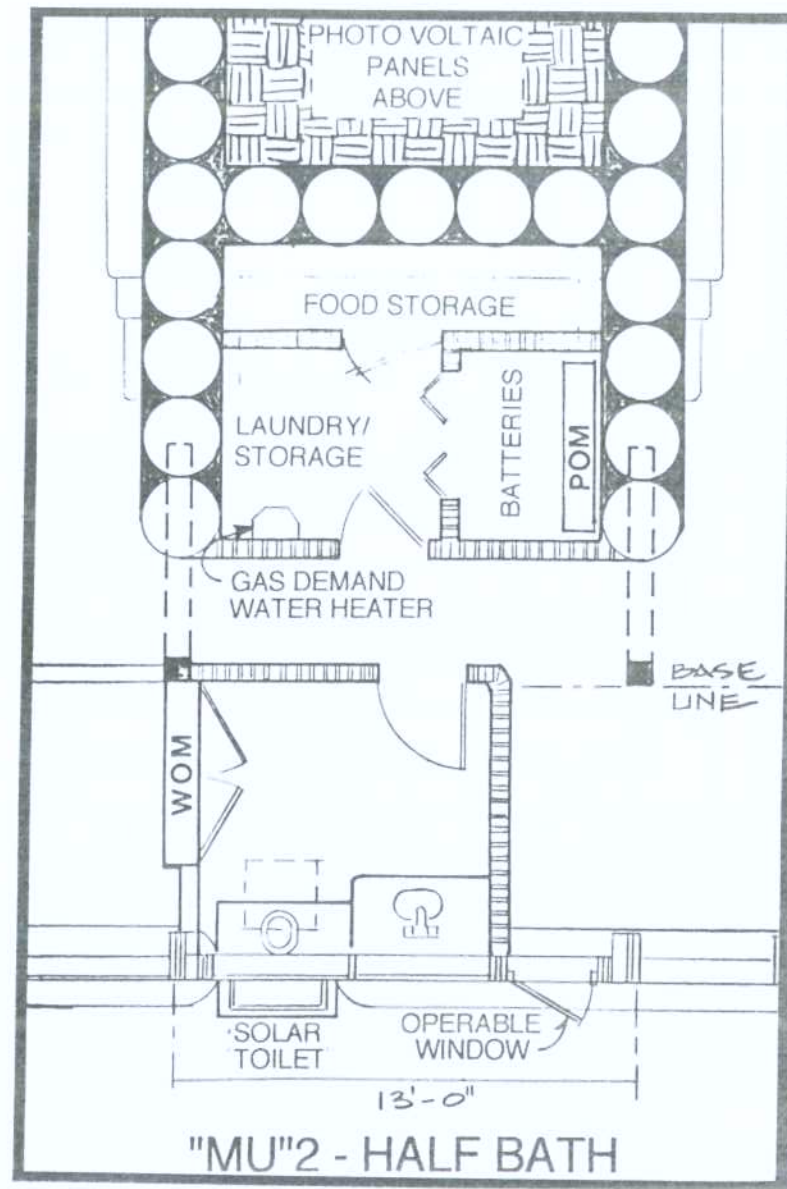 PHOTO VOLTAIC
PANELS
ABOVE
FOOD STORAGE
LAUNDRY/
STORAGE
BATTERIES
POM
GAS DEMAND
WATER HEATER
BASE
LINE
WOM
SOLAR
TOILET
OPERABLE
WINDOW
13'-0"
"MU"2 - HALF BATH